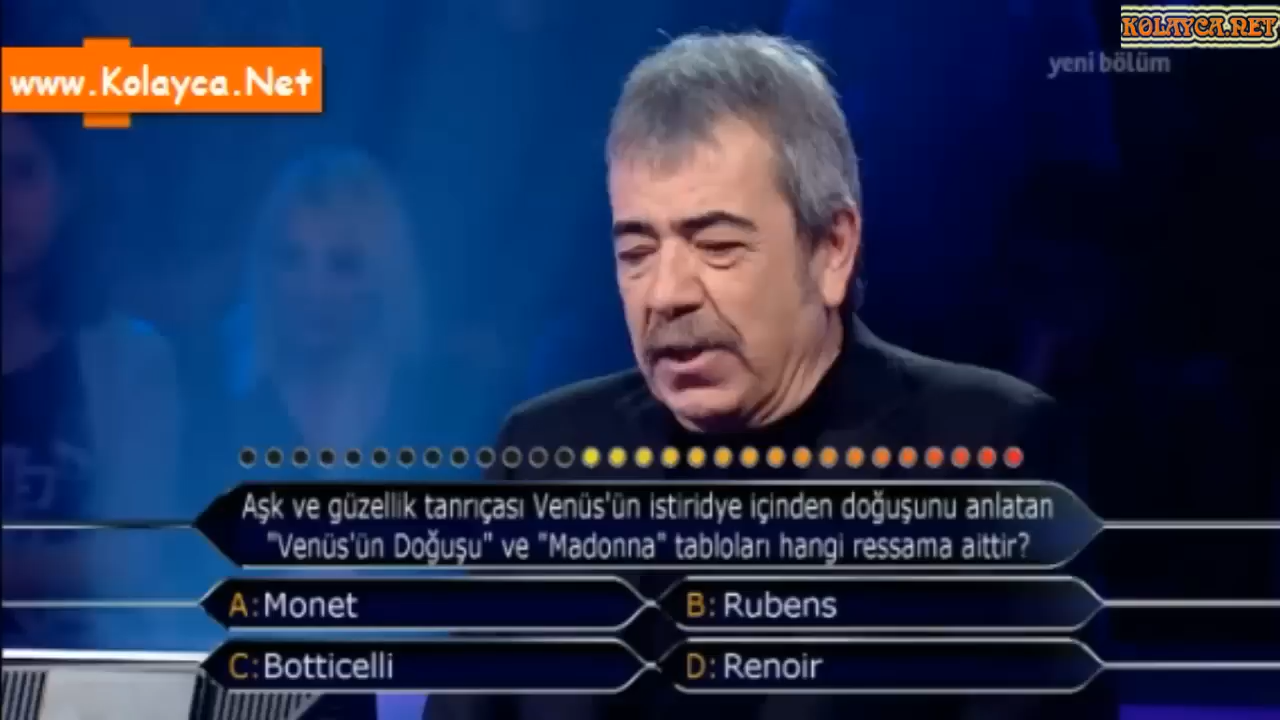 KOLAYCA.NET
www.Kolayca.Net
yeni bölüm
Aşk ve güzellik tanrıçası Venüs'ün istiridye içinden doğuşunu anlatan
"Venüs'ün Doğuşu" ve "Madonna" tabloları hangi ressama aittir?
A: Monet
B: Rubens
C: Botticelli
D: Renoir